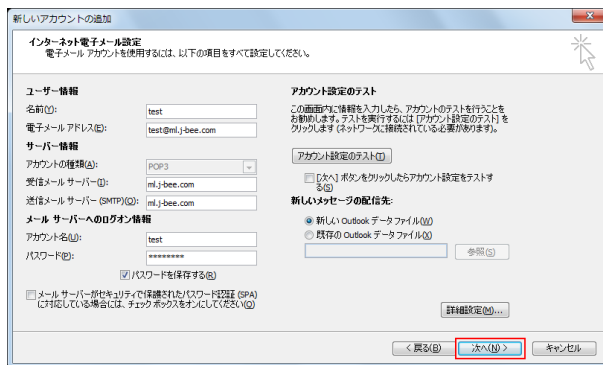 新しいアカウントの追加
インターネット電子メール設定
電子メール アカウントを使用するには、以下の項目をすべて設定してください。
ユーザー情報
名前(Y):
test
電子メール アドレス(E):
test@ml.j-bee.com
サーバー情報
アカウントの種類(A):
POP3
受信メール サーバー(I):
ml.j-bee.com
送信メール サーバー (SMTP)(O):
ml.j-bee.com
メール サーバーへのログオン情報
アカウント名(U):
test
パスワード(P):
********
パスワードを保存する(R)
メール サーバーがセキュリティで保護されたパスワード認証 (SPA)
に対応している場合には、チェック ボックスをオンにしてください(Q)
アカウント設定のテスト
この画面内に情報を入力したら、アカウントのテストを行うことを
お勧めします。テストを実行するには [アカウント設定のテスト] を
クリックします (ネットワークに接続されている必要があります)。
アカウント設定のテスト(T)
[次へ] ボタンをクリックしたらアカウント設定をテストす
る(S)
新しいメッセージの配信先:
新しい Outlook データ ファイル(W)
既存の Outlook データ ファイル(X)
参照(S)
詳細設定(M)...
< 戻る(B)
次へ(N) >
キャンセル